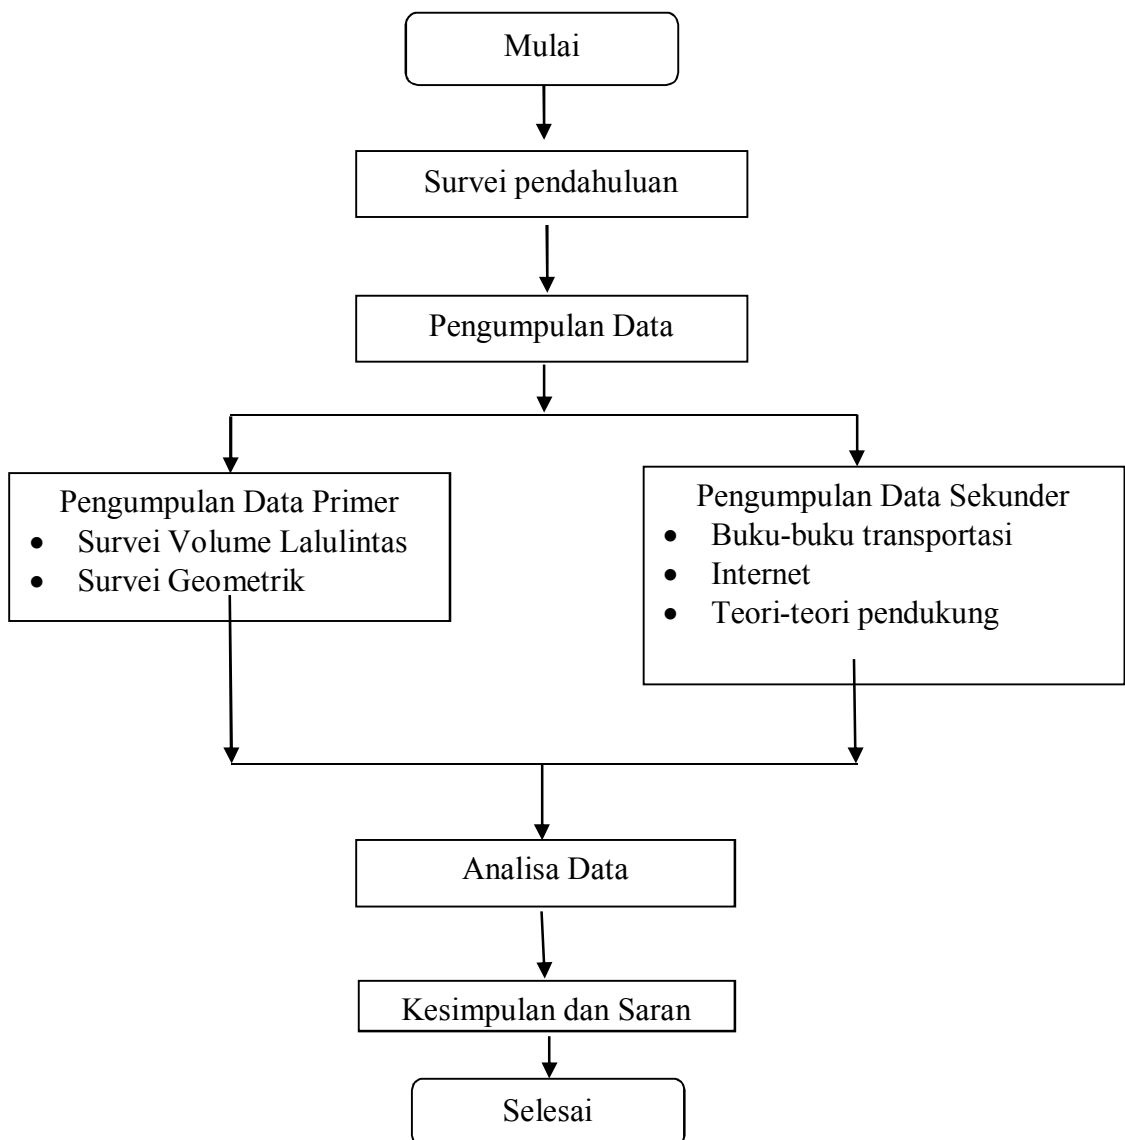 Mulai
Survei pendahuluan
Pengumpulan Data
Pengumpulan Data Primer
• Survei Volume Lalulintas
• Survei Geometrik
Pengumpulan Data Sekunder
• Buku-buku transportasi
• Internet
• Teori-teori pendukung
Analisa Data
Kesimpulan dan Saran
Selesai